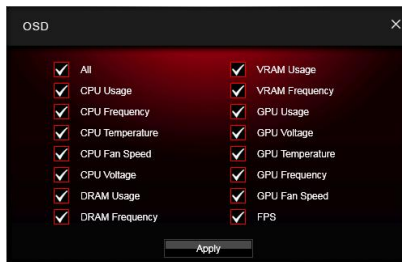 OSD
All
CPU Usage
CPU Frequency
CPU Temperature
CPU Fan Speed
CPU Voltage
DRAM Usage
DRAM Frequency
VRAM Usage
VRAM Frequency
GPU Usage
GPU Voltage
GPU Temperature
GPU Frequency
GPU Fan Speed
FPS
Apply